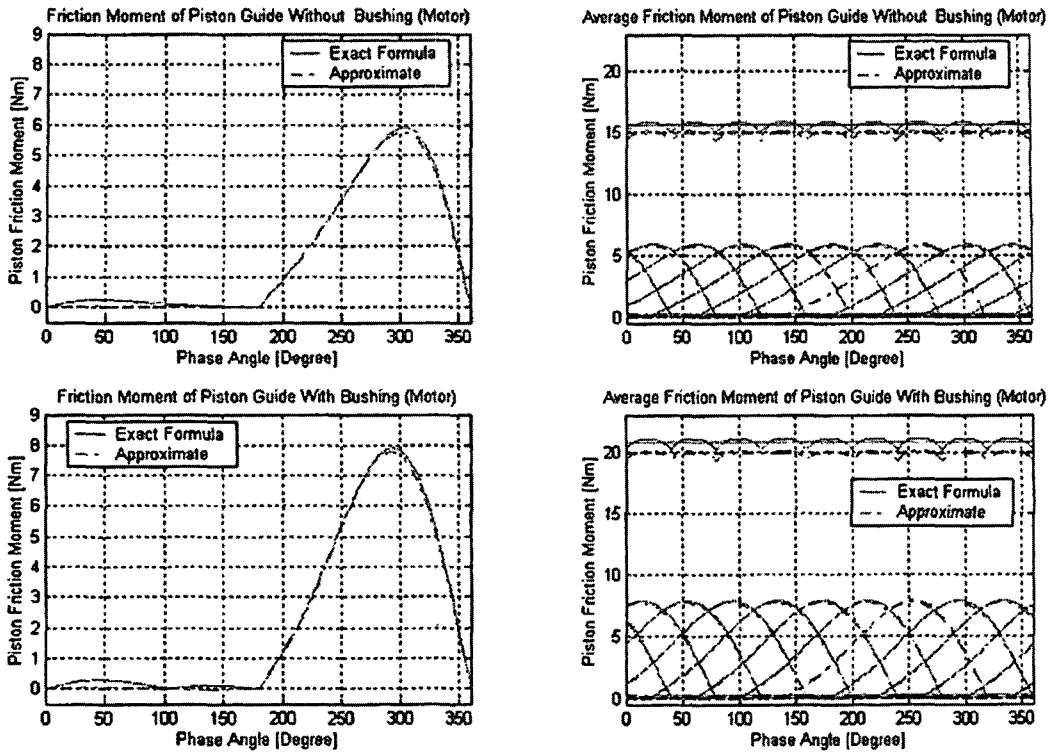 Friction Moment of Piston Guide Without Bushing (Motor)
9
8
7
6
5
4
3
2
1
0
Piston Friction Moment [Nm]
Exact Formula
Approximate
0 50 100 150 200 250 300 350
Phase Angle [Degree]
Average Friction Moment of Piston Guide Without Bushing (Motor)
20
15
10
5
0
Piston Friction Moment [Nm]
Exact Formula
Approximate
0 50 100 150 200 250 300 350
Phase Angle [Degree]
Friction Moment of Piston Guide With Bushing (Motor)
9
8
7
6
5
4
3
2
1
0
Piston Friction Moment [Nm]
Exact Formula
Approximate
0 50 100 150 200 250 300 350
Phase Angle [Degree]
Average Friction Moment of Piston Guide With Bushing (Motor)
20
15
10
5
0
Piston Friction Moment [Nm]
Exact Formula
Approximate
0 50 100 150 200 250 300 350
Phase Angle [Degree]